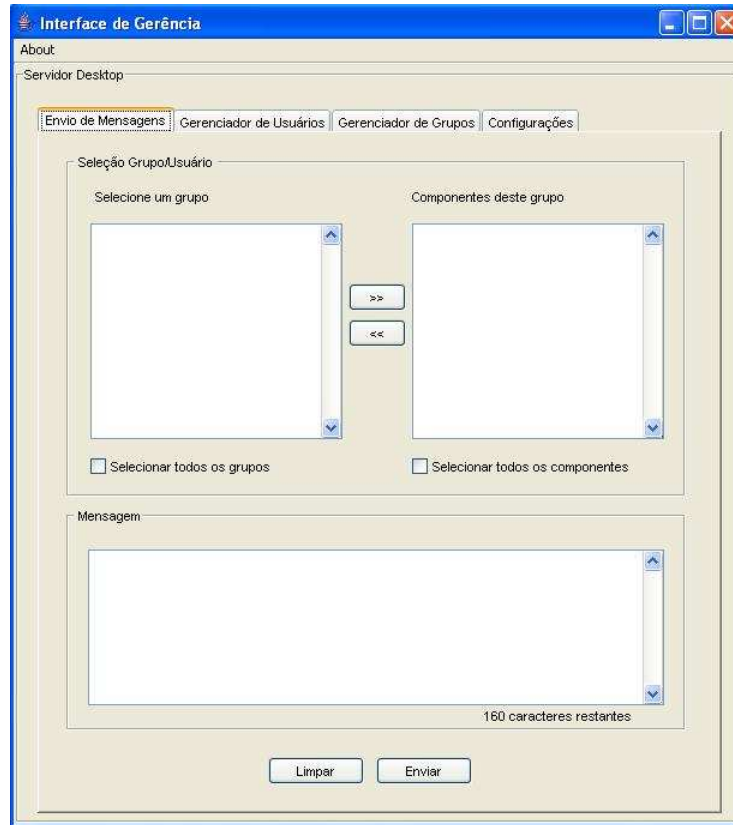 Interface de Gerência
About
Servidor Desktop
Envio de Mensagens Gerenciador de Usuários Gerenciador de Grupos Configurações
Seleção Grupo/Usuário
Selecione um grupo Componentes deste grupo
>>
<<
Selecionar todos os grupos Selecionar todos os componentes
Mensagem
160 caracteres restantes
Limpar Enviar